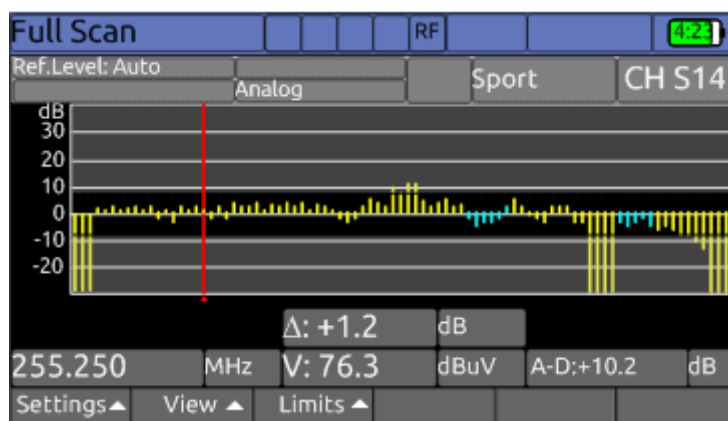 Full Scan RF 4:23
Ref.Level: Auto
Analog Sport CH S14
dB
30
20
10
0
-10
-20
Δ: +1.2 dB
255.250 MHz V: 76.3 dBuV A-D:+10.2 dB
Settings View Limits